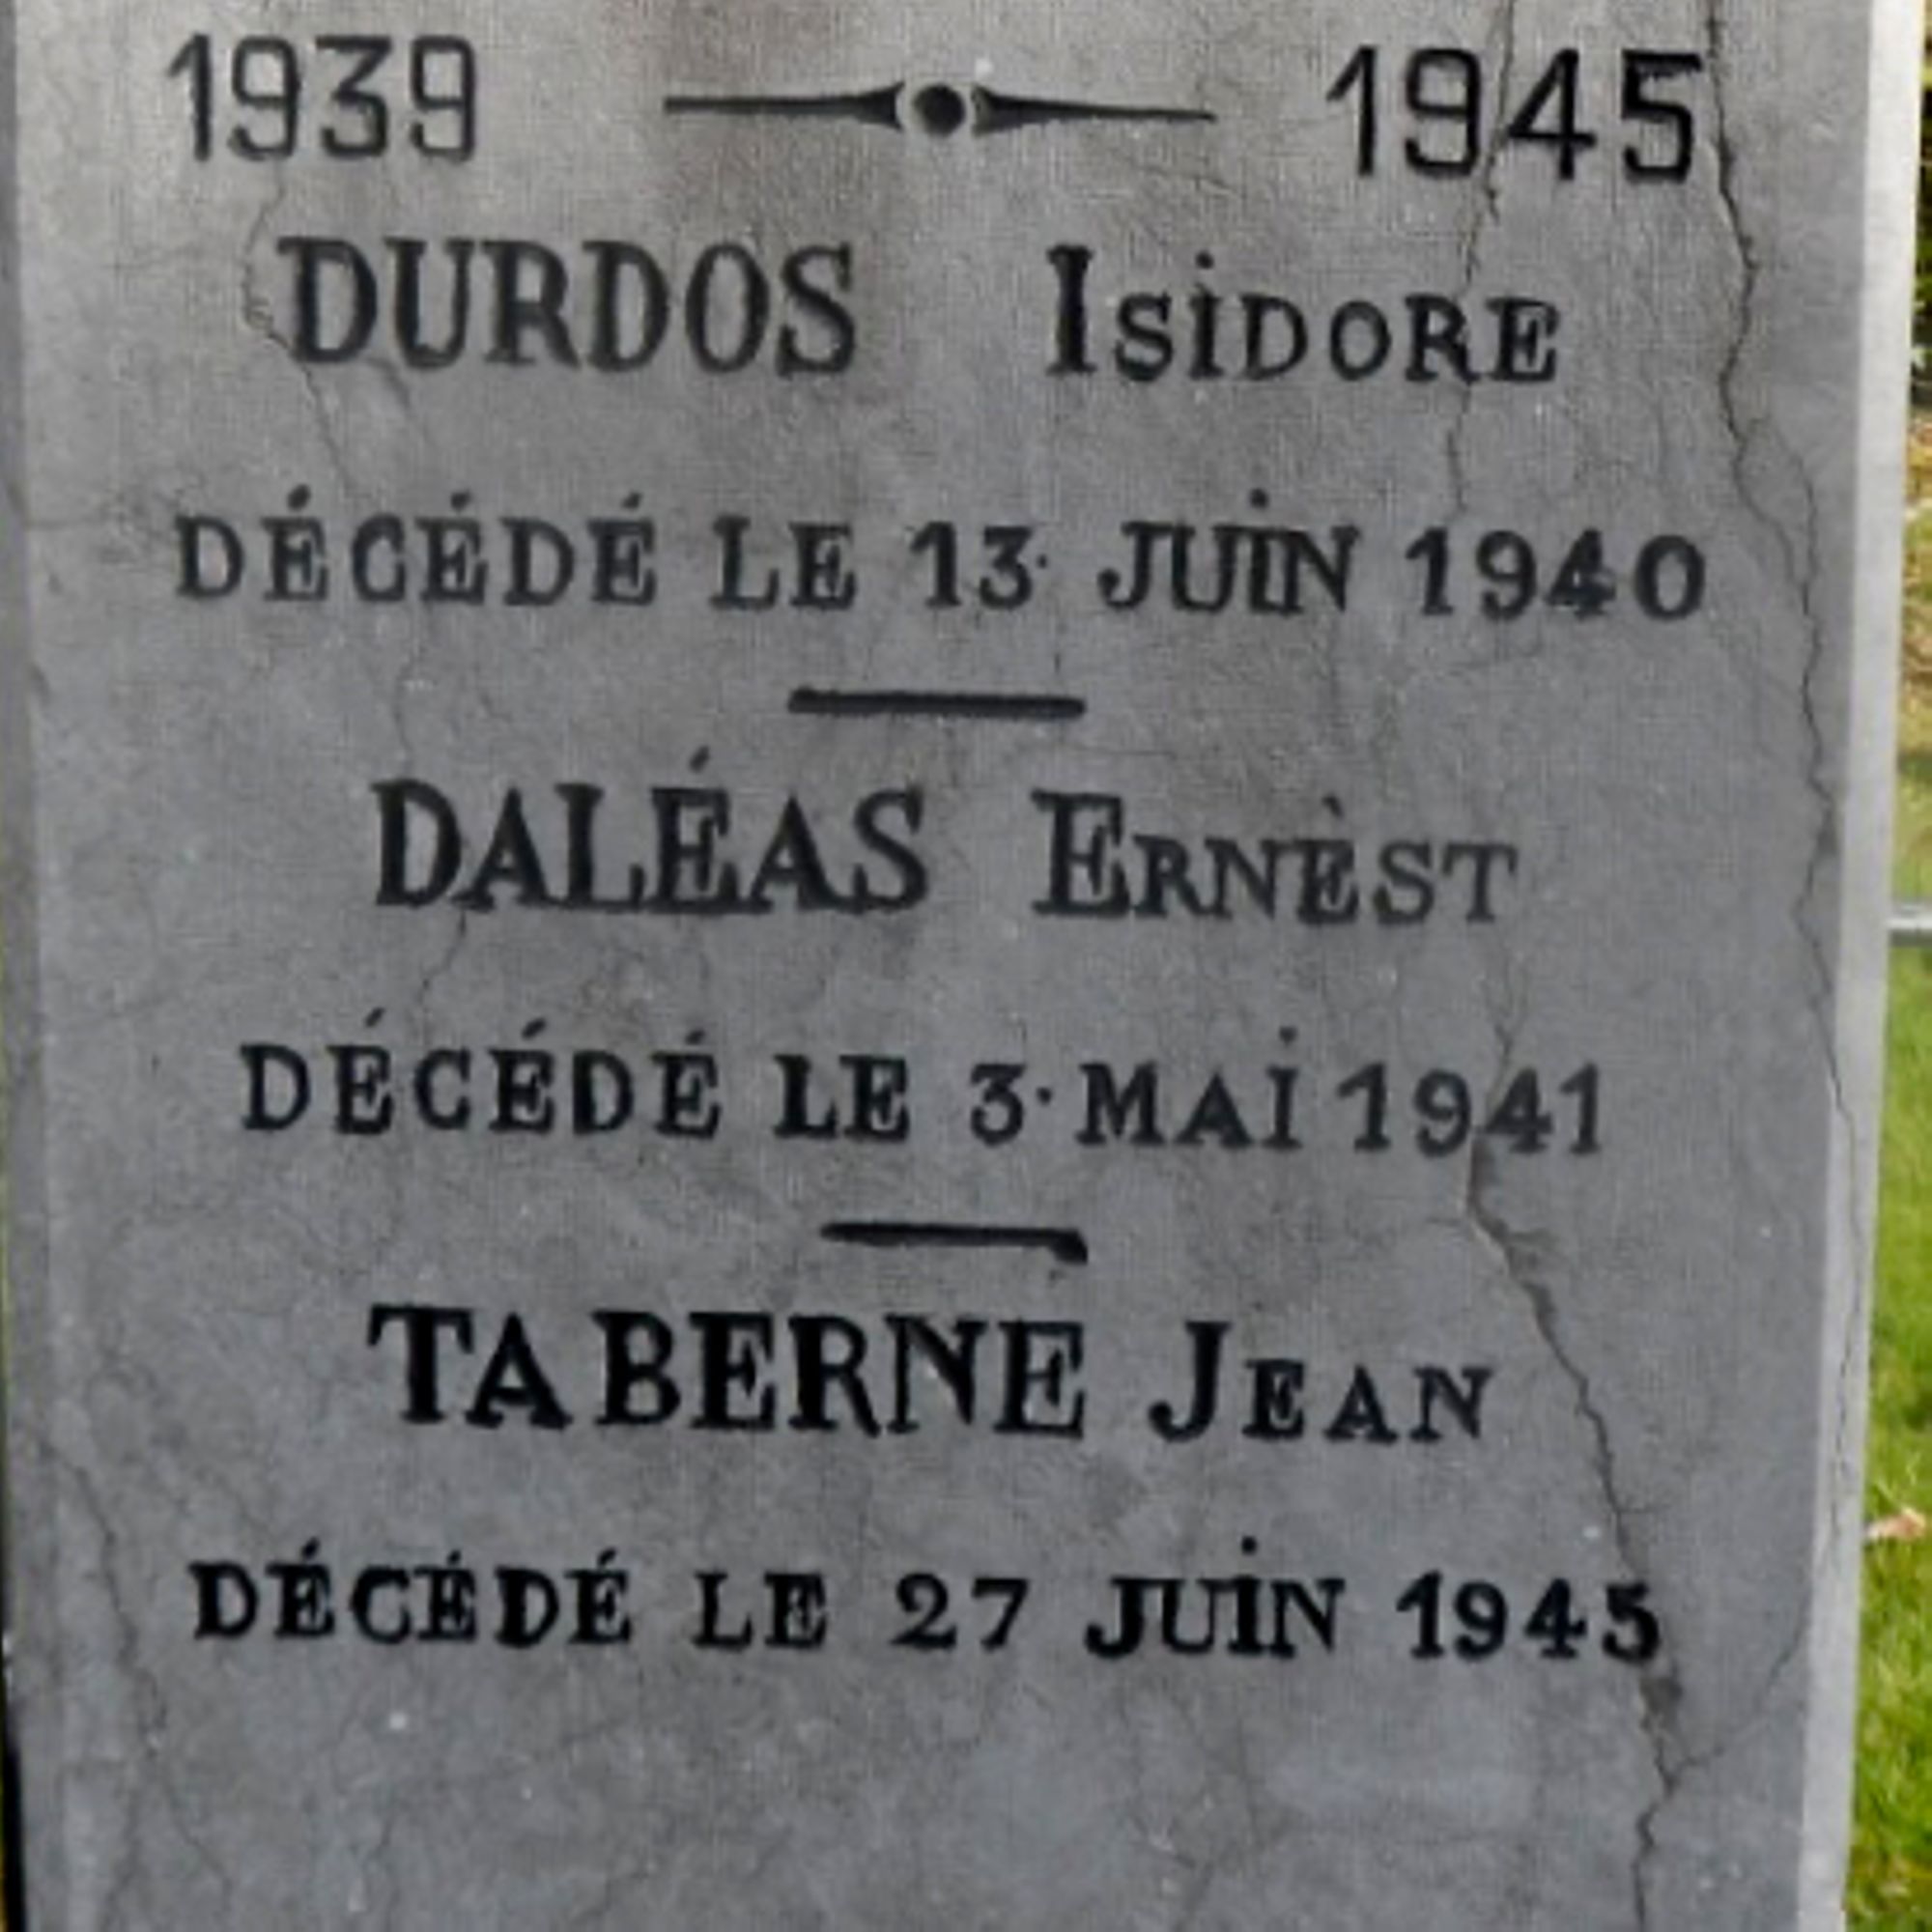 1939 1945
DURDOS ISiDORE
DÉCÉDÉ LE 13· JUiN 1940
DALÉAS ERNÈST
DÉCÉDÉ LE 3·MAi 1941
TABERNE JEAN
DÉCÉDÉ LE 27 JUiN 1945